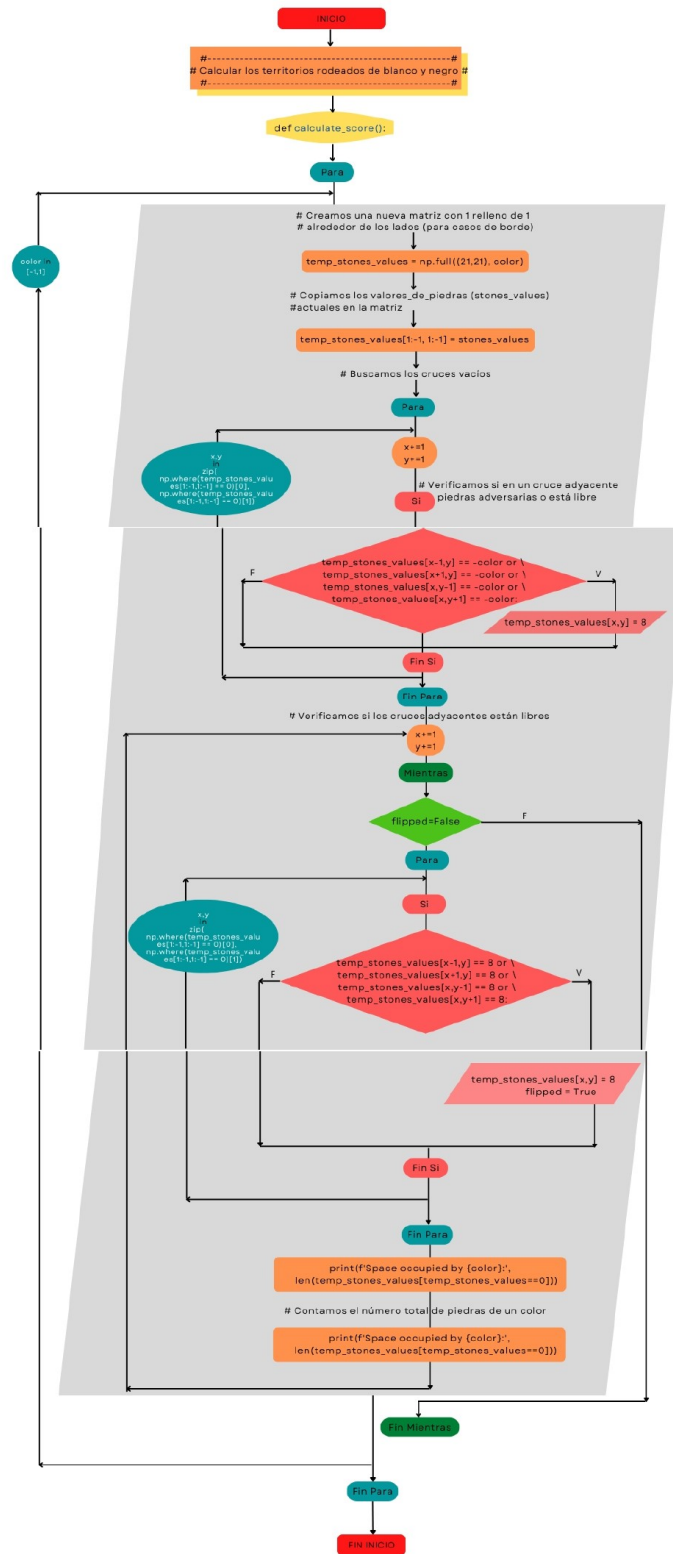 INICIO
#--------------------------------------------------#
# Calcular los territorios rodeados de blanco y negro #
#--------------------------------------------------#
def calculate_score():
Para
color in
[-1,1]
# Creamos una nueva matriz con 1 relleno de 1
# alrededor de los lados (para casos de borde)
temp_stones_values = np.full((21,21), color)
# Copiamos los valores_de_piedras (stones_values)
#actuales en la matriz
temp_stones_values[1:-1, 1:-1] = stones_values
# Buscamos los cruces vacíos
Para
x,y
in
zip(
np.where(temp_stones_valu
es[1:-1,1:-1] == 0)[0],
np.where(temp_stones_valu
es[1:-1,1:-1] == 0)[1])
x+=1
y+=1
# Verificamos si en un cruce adyacente
piedras adversarias o está libre
Si
F
temp_stones_values[x-1,y] == -color or \
temp_stones_values[x+1,y] == -color or \
temp_stones_values[x,y-1] == -color or \
temp_stones_values[x,y+1] == -color:
V
temp_stones_values[x,y] = 8
Fin Si
Fin Para
# Verificamos si los cruces adyacentes están libres
x+=1
y+=1
Mientras
flipped=False
F
Para
x,y
in
zip(
np.where(temp_stones_valu
es[1:-1,1:-1] == 0)[0],
np.where(temp_stones_valu
es[1:-1,1:-1] == 0)[1])
Si
F
temp_stones_values[x-1,y] == 8 or \
temp_stones_values[x+1,y] == 8 or \
temp_stones_values[x,y-1] == 8 or \
temp_stones_values[x,y+1] == 8:
V
temp_stones_values[x,y] = 8
flipped = True
Fin Si
Fin Para
print(f'Space occupied by {color}:',
len(temp_stones_values[temp_stones_values==0]))
# Contamos el número total de piedras de un color
print(f'Space occupied by {color}:',
len(temp_stones_values[temp_stones_values==0]))
Fin Mientras
Fin Para
FIN INICIO